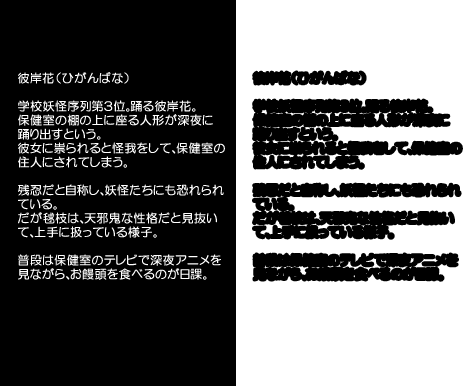 彼岸花（ひがんばな）
学校妖怪序列第3位。踊る彼岸花。
保健室の棚の上に座る人形が深夜に
踊り出すという。
彼女に祟られると怪我をして、保健室の
住人にされてしまう。
残忍だと自称し、妖怪たちにも恐れられ
ている。
だが毬枝は、天邪鬼な性格だと見抜い
て、上手に扱っている様子。
普段は保健室のテレビで深夜アニメを
見ながら、お饅頭を食べるのが日課。
彼岸花（ひがんばな）
学校妖怪序列第3位。踊る彼岸花。
保健室の棚の上に座る人形が深夜に
踊り出すという。
彼女に祟られると怪我をして、保健室の
住人にされてしまう。
残忍だと自称し、妖怪たちにも恐れられ
ている。
だが毬枝は、天邪鬼な性格だと見抜い
て、上手に扱っている様子。
普段は保健室のテレビで深夜アニメを
見ながら、お饅頭を食べるのが日課。